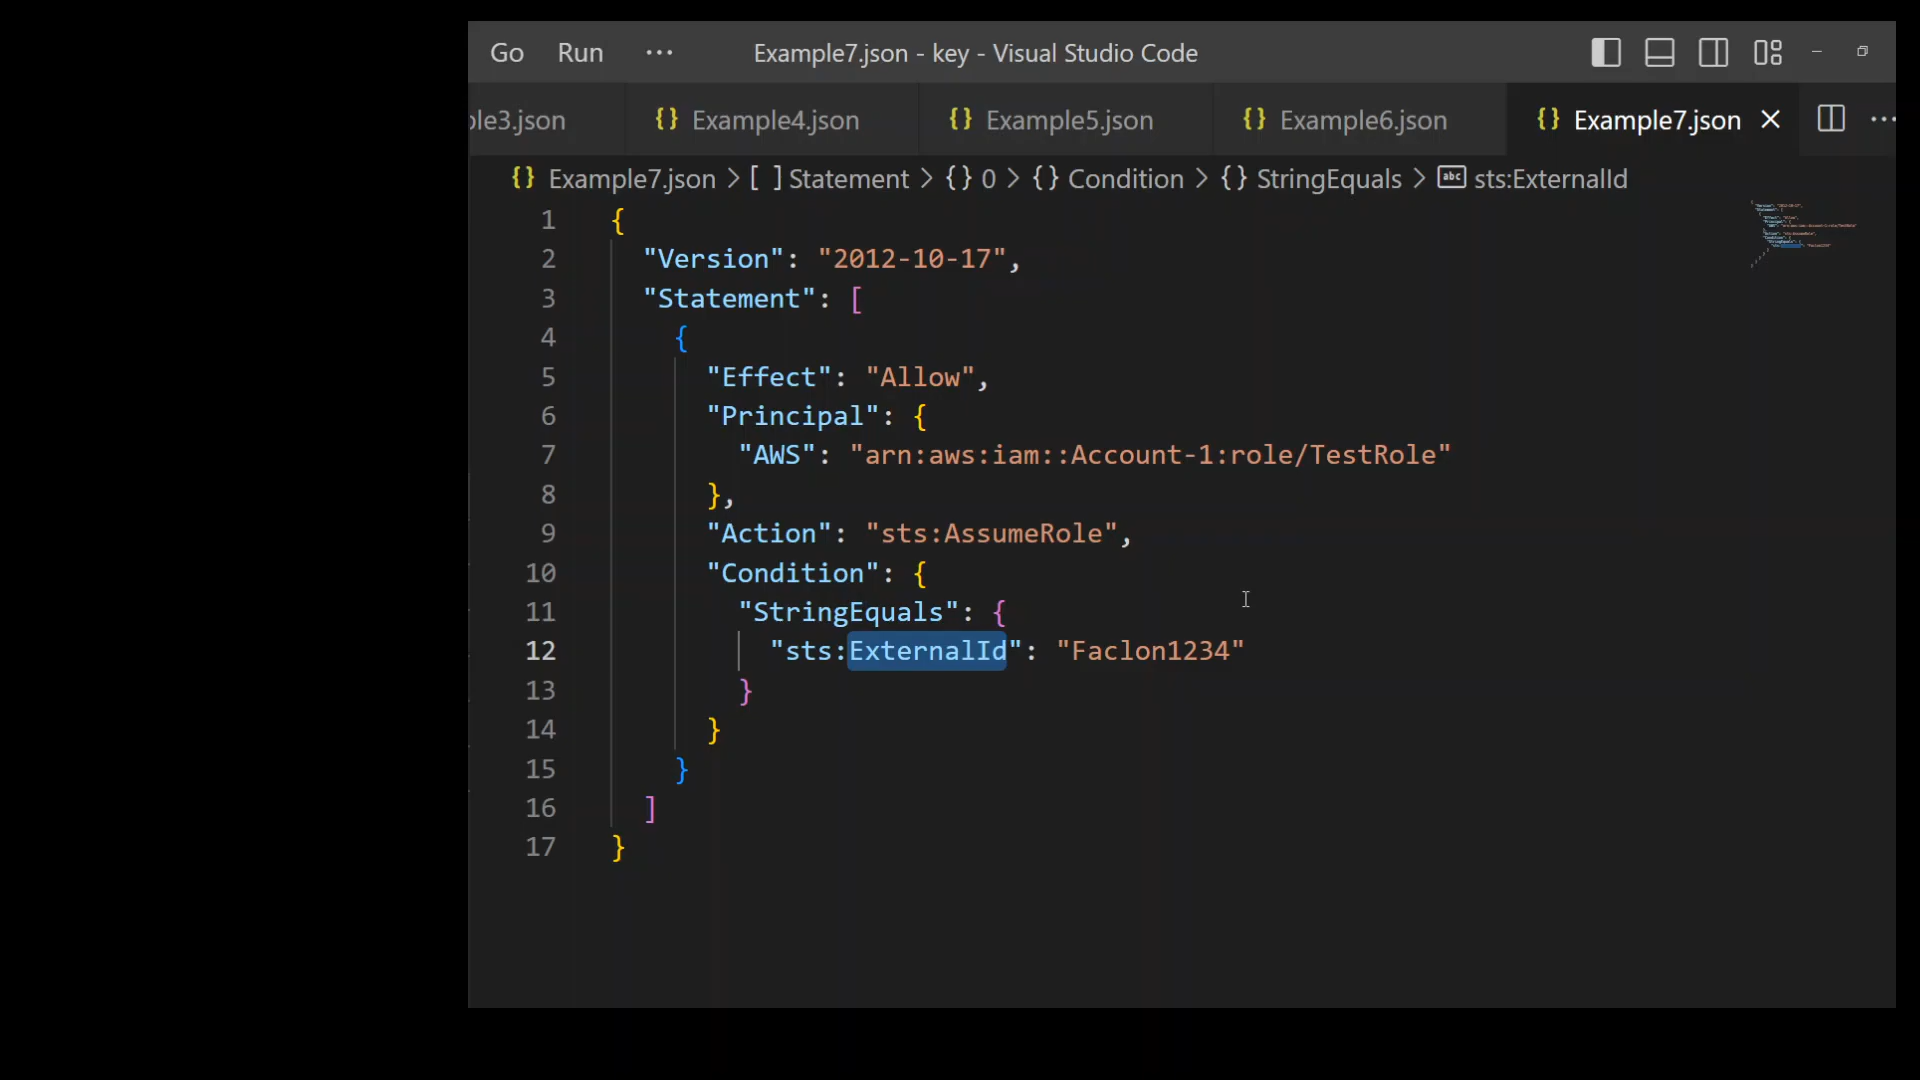 Go Run ··· Example7.json - key - Visual Studio Code
ple3.json {} Example4.json {} Example5.json {} Example6.json {} Example7.json
{} Example7.json > [ ] Statement > {} 0 > {} Condition > {} StringEquals > abc sts:ExternalId
1 {
2 "Version": "2012-10-17",
3 "Statement": [
4 {
5 "Effect": "Allow",
6 "Principal": {
7 "AWS": "arn:aws:iam::Account-1:role/TestRole"
8 },
9 "Action": "sts:AssumeRole",
10 "Condition": {
11 "StringEquals": {
12 "sts:ExternalId": "Faclon1234"
13 }
14 }
15 }
16 ]
17 }